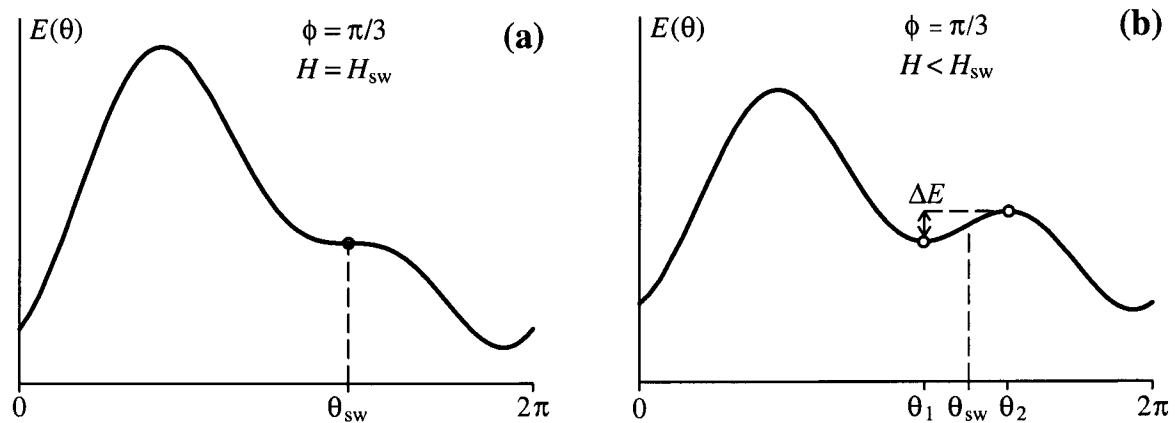 E(θ)
ϕ = π/3
H = H_sw
(a)
0
θ_sw
2π
E(θ)
ϕ = π/3
H < H_sw
(b)
ΔE
0
θ_1
θ_sw
θ_2
2π